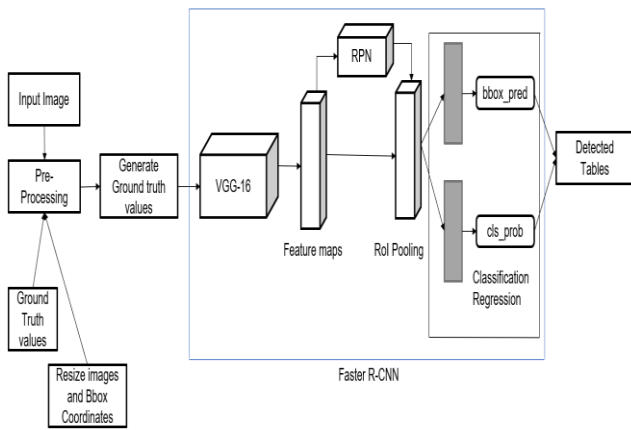 Input Image
Pre-
Processing
Ground
Truth
values
Resize images
and Bbox
Coordinates
Generate
Ground truth
values
VGG-16
Feature maps
RPN
RoI Pooling
bbox_pred
cls_prob
Classification
Regression
Detected
Tables
Faster R-CNN